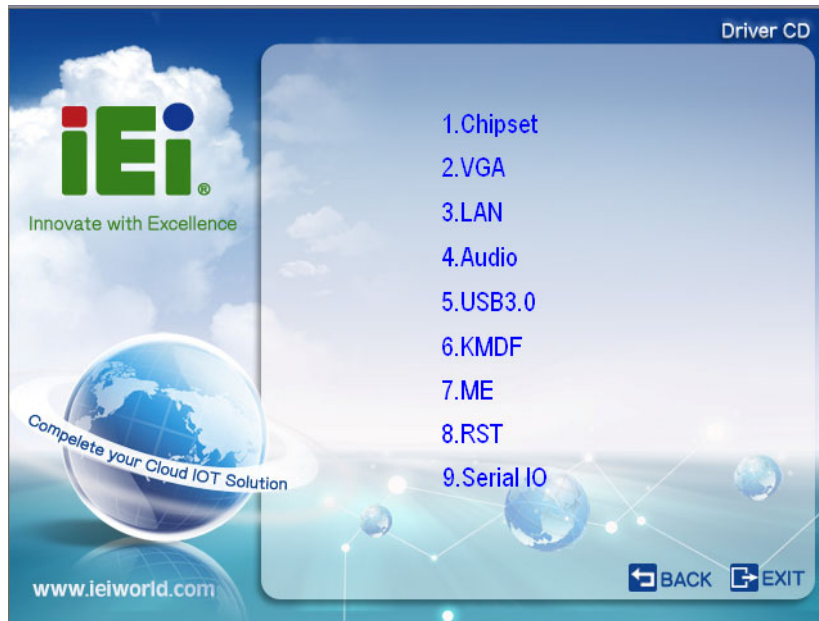 Driver CD
iEi®
Innovate with Excellence
1.Chipset
2.VGA
3.LAN
4.Audio
5.USB3.0
6.KMDF
7.ME
8.RST
9.Serial IO
Compelete your Cloud IOT Solution
www.ieiworld.com
BACK
EXIT